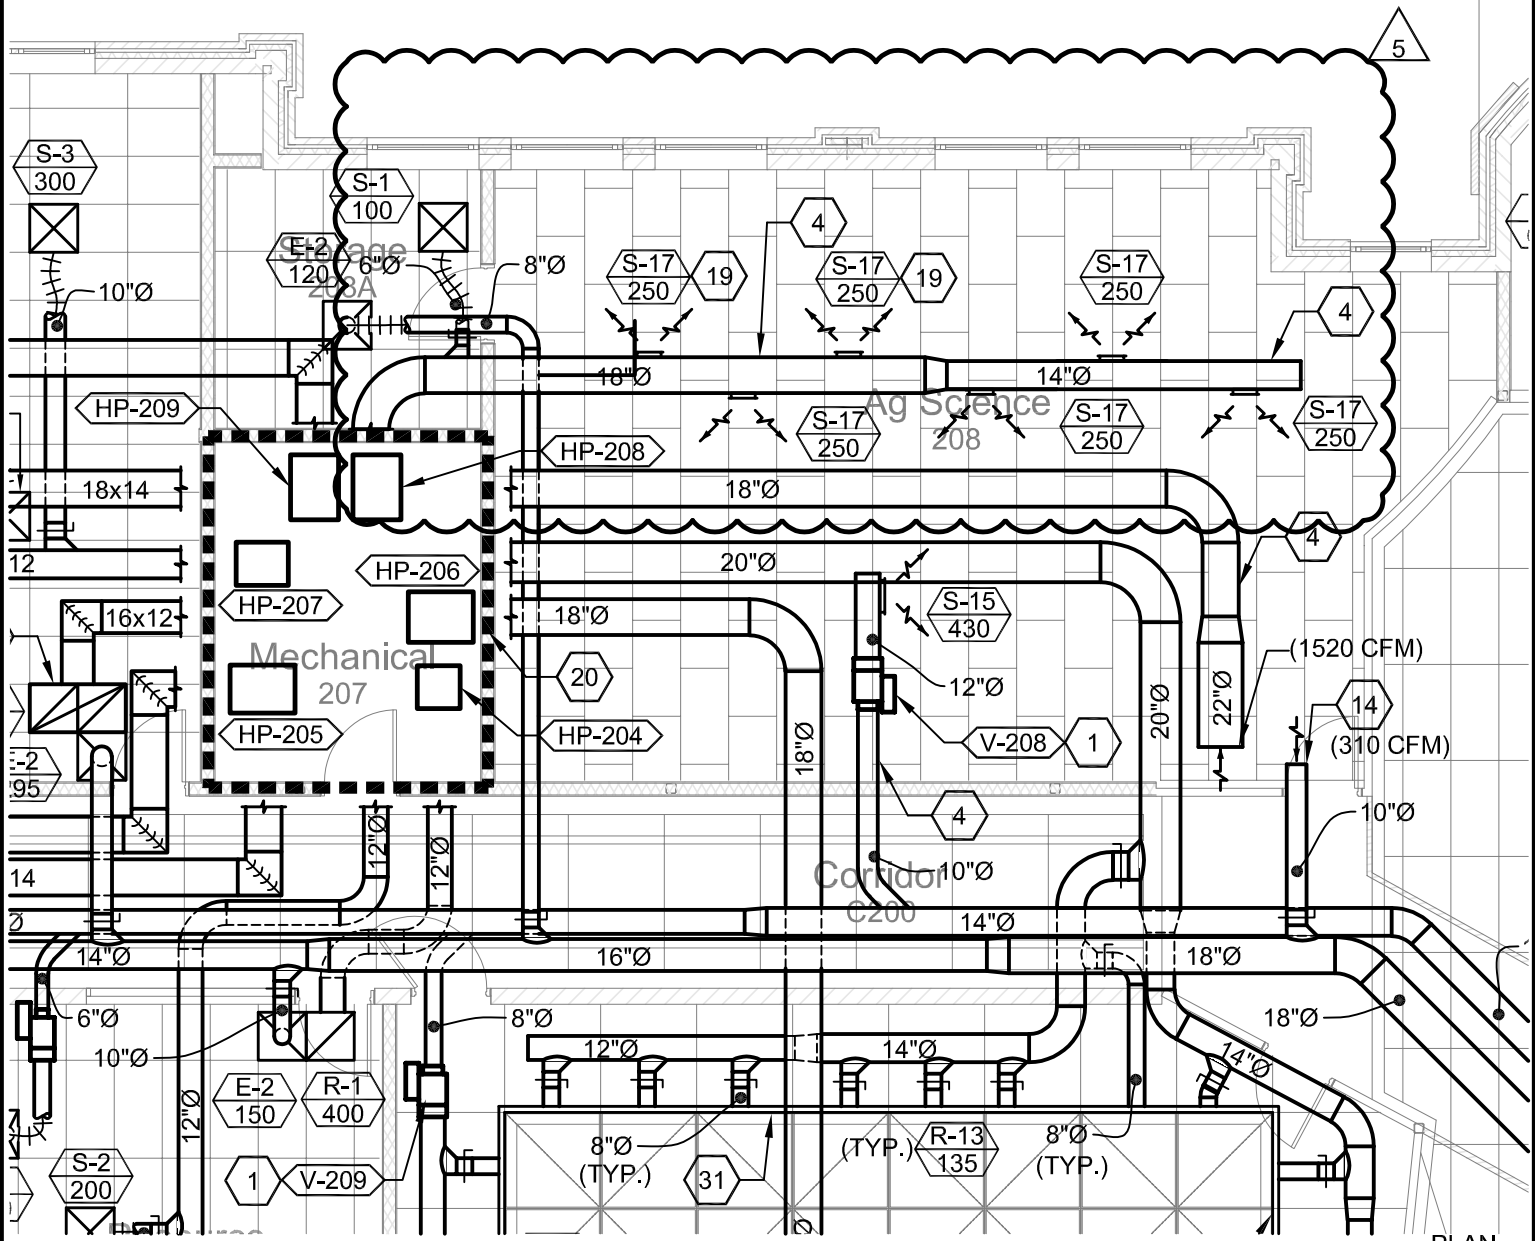 5
S-3
300
S-1
100
E-2
120
Storage
208A
6"Ø
8"Ø
10"Ø
S-17
250
19
4
S-17
250
19
S-17
250
4
18"Ø
14"Ø
HP-209
HP-208
S-17
250
Ag Science
208
S-17
250
S-17
250
18x14
18"Ø
4
12
20"Ø
HP-206
HP-207
16x12
18"Ø
S-15
430
Mechanical
207
20
12"Ø
(1520 CFM)
14
(310 CFM)
HP-205
HP-204
V-208
1
18"Ø
20"Ø
22"Ø
E-2
95
4
10"Ø
12"Ø
12"Ø
14
Corridor
C200
10"Ø
Ø
14"Ø
14"Ø
16"Ø
18"Ø
6"Ø
10"Ø
8"Ø
18"Ø
12"Ø
14"Ø
14"Ø
E-2
150
R-1
400
12"Ø
8"Ø
(TYP.)
(TYP.)
R-13
135
8"Ø
(TYP.)
S-2
200
1
V-209
31
Ø
PLAN